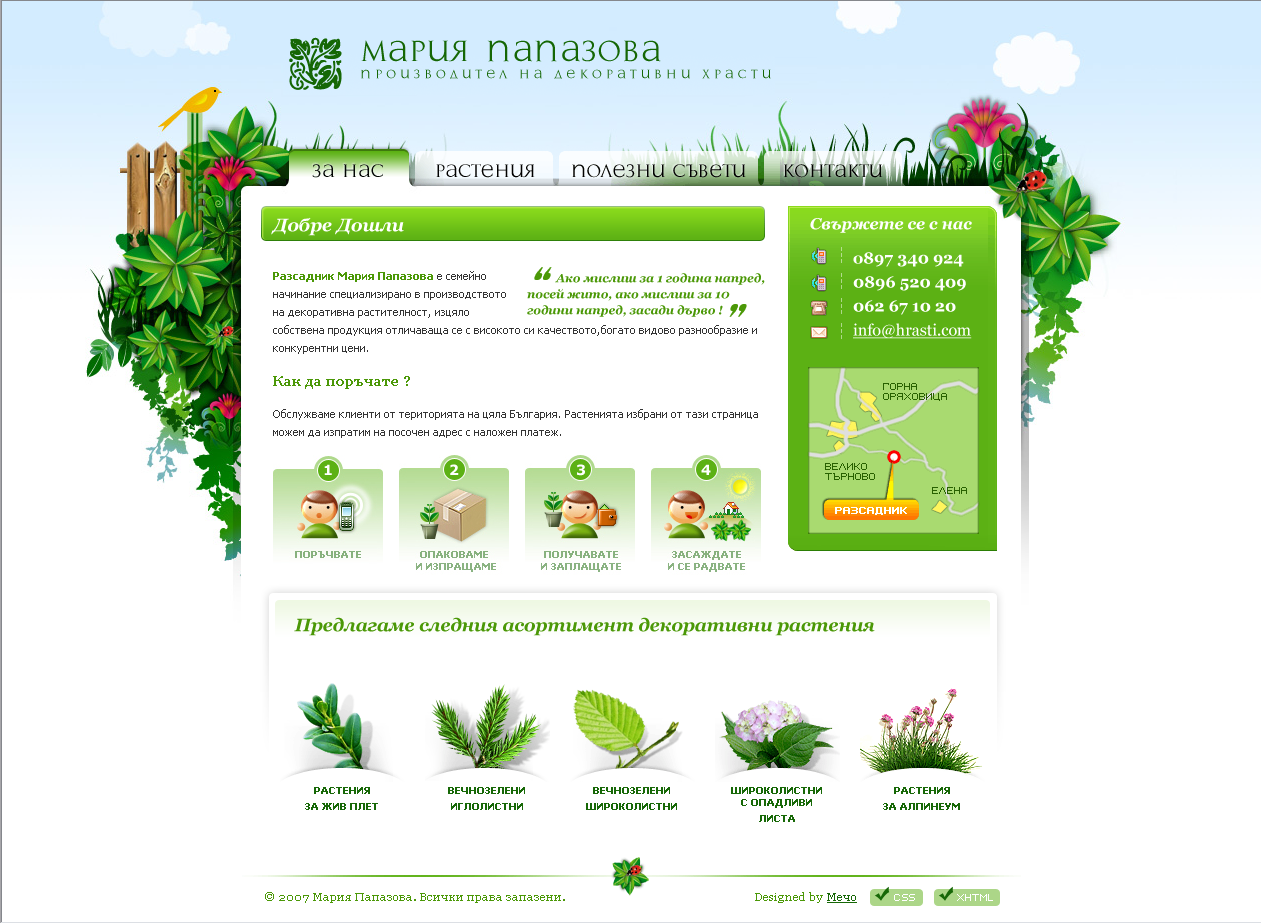 мария папазова
производител на декоративни храсти
за нас
растения
полезни съвети
контакти
Добре Дошли
Разсадник Мария Папазова е семейно
начинание специализирано в производството
на декоративна растителност, изцяло
собствена продукция отличаваща се с високото си качеството,богато видово разнообразие и
конкурентни цени.
“ Ако мислиш за 1 година напред,
посей жито, ако мислиш за 10
години напред, засади дърво ! ”
Как да поръчате ?
Обслужваме клиенти от територията на цяла България. Растенията избрани от тази страница
можем да изпратим на посочен адрес с наложен платеж.
1
ПОРЪЧВАТЕ
2
ОПАКОВАМЕ
И ИЗПРАЩАМЕ
3
ПОЛУЧАВАТЕ
И ЗАПЛАЩАТЕ
4
ЗАСАЖДАТЕ
И СЕ РАДВАТЕ
Свържете се с нас
0897 340 924
0896 520 409
062 67 10 20
info@hrasti.com
ГОРНА
ОРЯХОВИЦА
ВЕЛИКО
ТЪРНОВО
ЕЛЕНА
РАЗСАДНИК
Предлагаме следния асортимент декоративни растения
РАСТЕНИЯ
ЗА ЖИВ ПЛЕТ
ВЕЧНОЗЕЛЕНИ
ИГЛОЛИСТНИ
ВЕЧНОЗЕЛЕНИ
ШИРОКОЛИСТНИ
ШИРОКОЛИСТНИ
С ОПАДЛИВИ
ЛИСТА
РАСТЕНИЯ
ЗА АЛПИНЕУМ
© 2007 Мария Папазова. Всички права запазени.
Designed by Мечо
CSS
XHTML